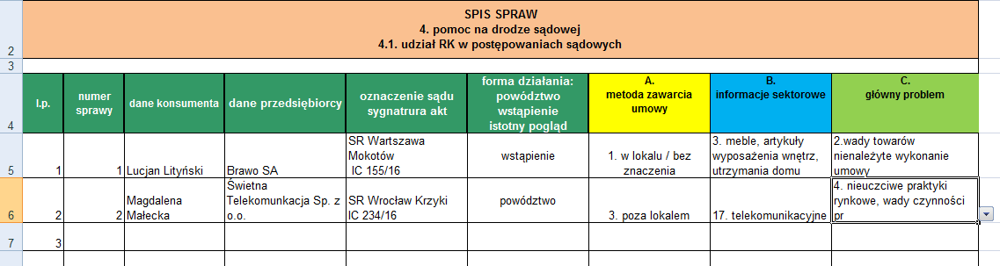 SPIS SPRAW
4. pomoc na drodze sądowej
4.1. udział RK w postępowaniach sądowych
2
3
4
l.p.
numer
sprawy
dane konsumenta
dane przedsiębiorcy
oznaczenie sądu
sygnatrura akt
forma działania:
powództwo
wstąpienie
istotny pogląd
A.
metoda zawarcia
umowy
B.
informacje sektorowe
C.
główny problem
5
1
1
Lucjan Lityński
Brawo SA
SR Wartszawa
Mokotów
IC 155/16
wstąpienie
1. w lokalu / bez
znaczenia
3. meble, artykuły
wyposażenia wnętrz,
utrzymania domu
2.wady towarów
nienależyte wykonanie
umowy
6
2
2
Magdalena
Małecka
Świetna
Telekomunkacja Sp. z
o.o.
SR Wrocław Krzyki
IC 234/16
powództwo
3. poza lokalem
17. telekomunikacyjne
4. nieuczciwe praktyki
rynkowe, wady czynności
pr
7
3